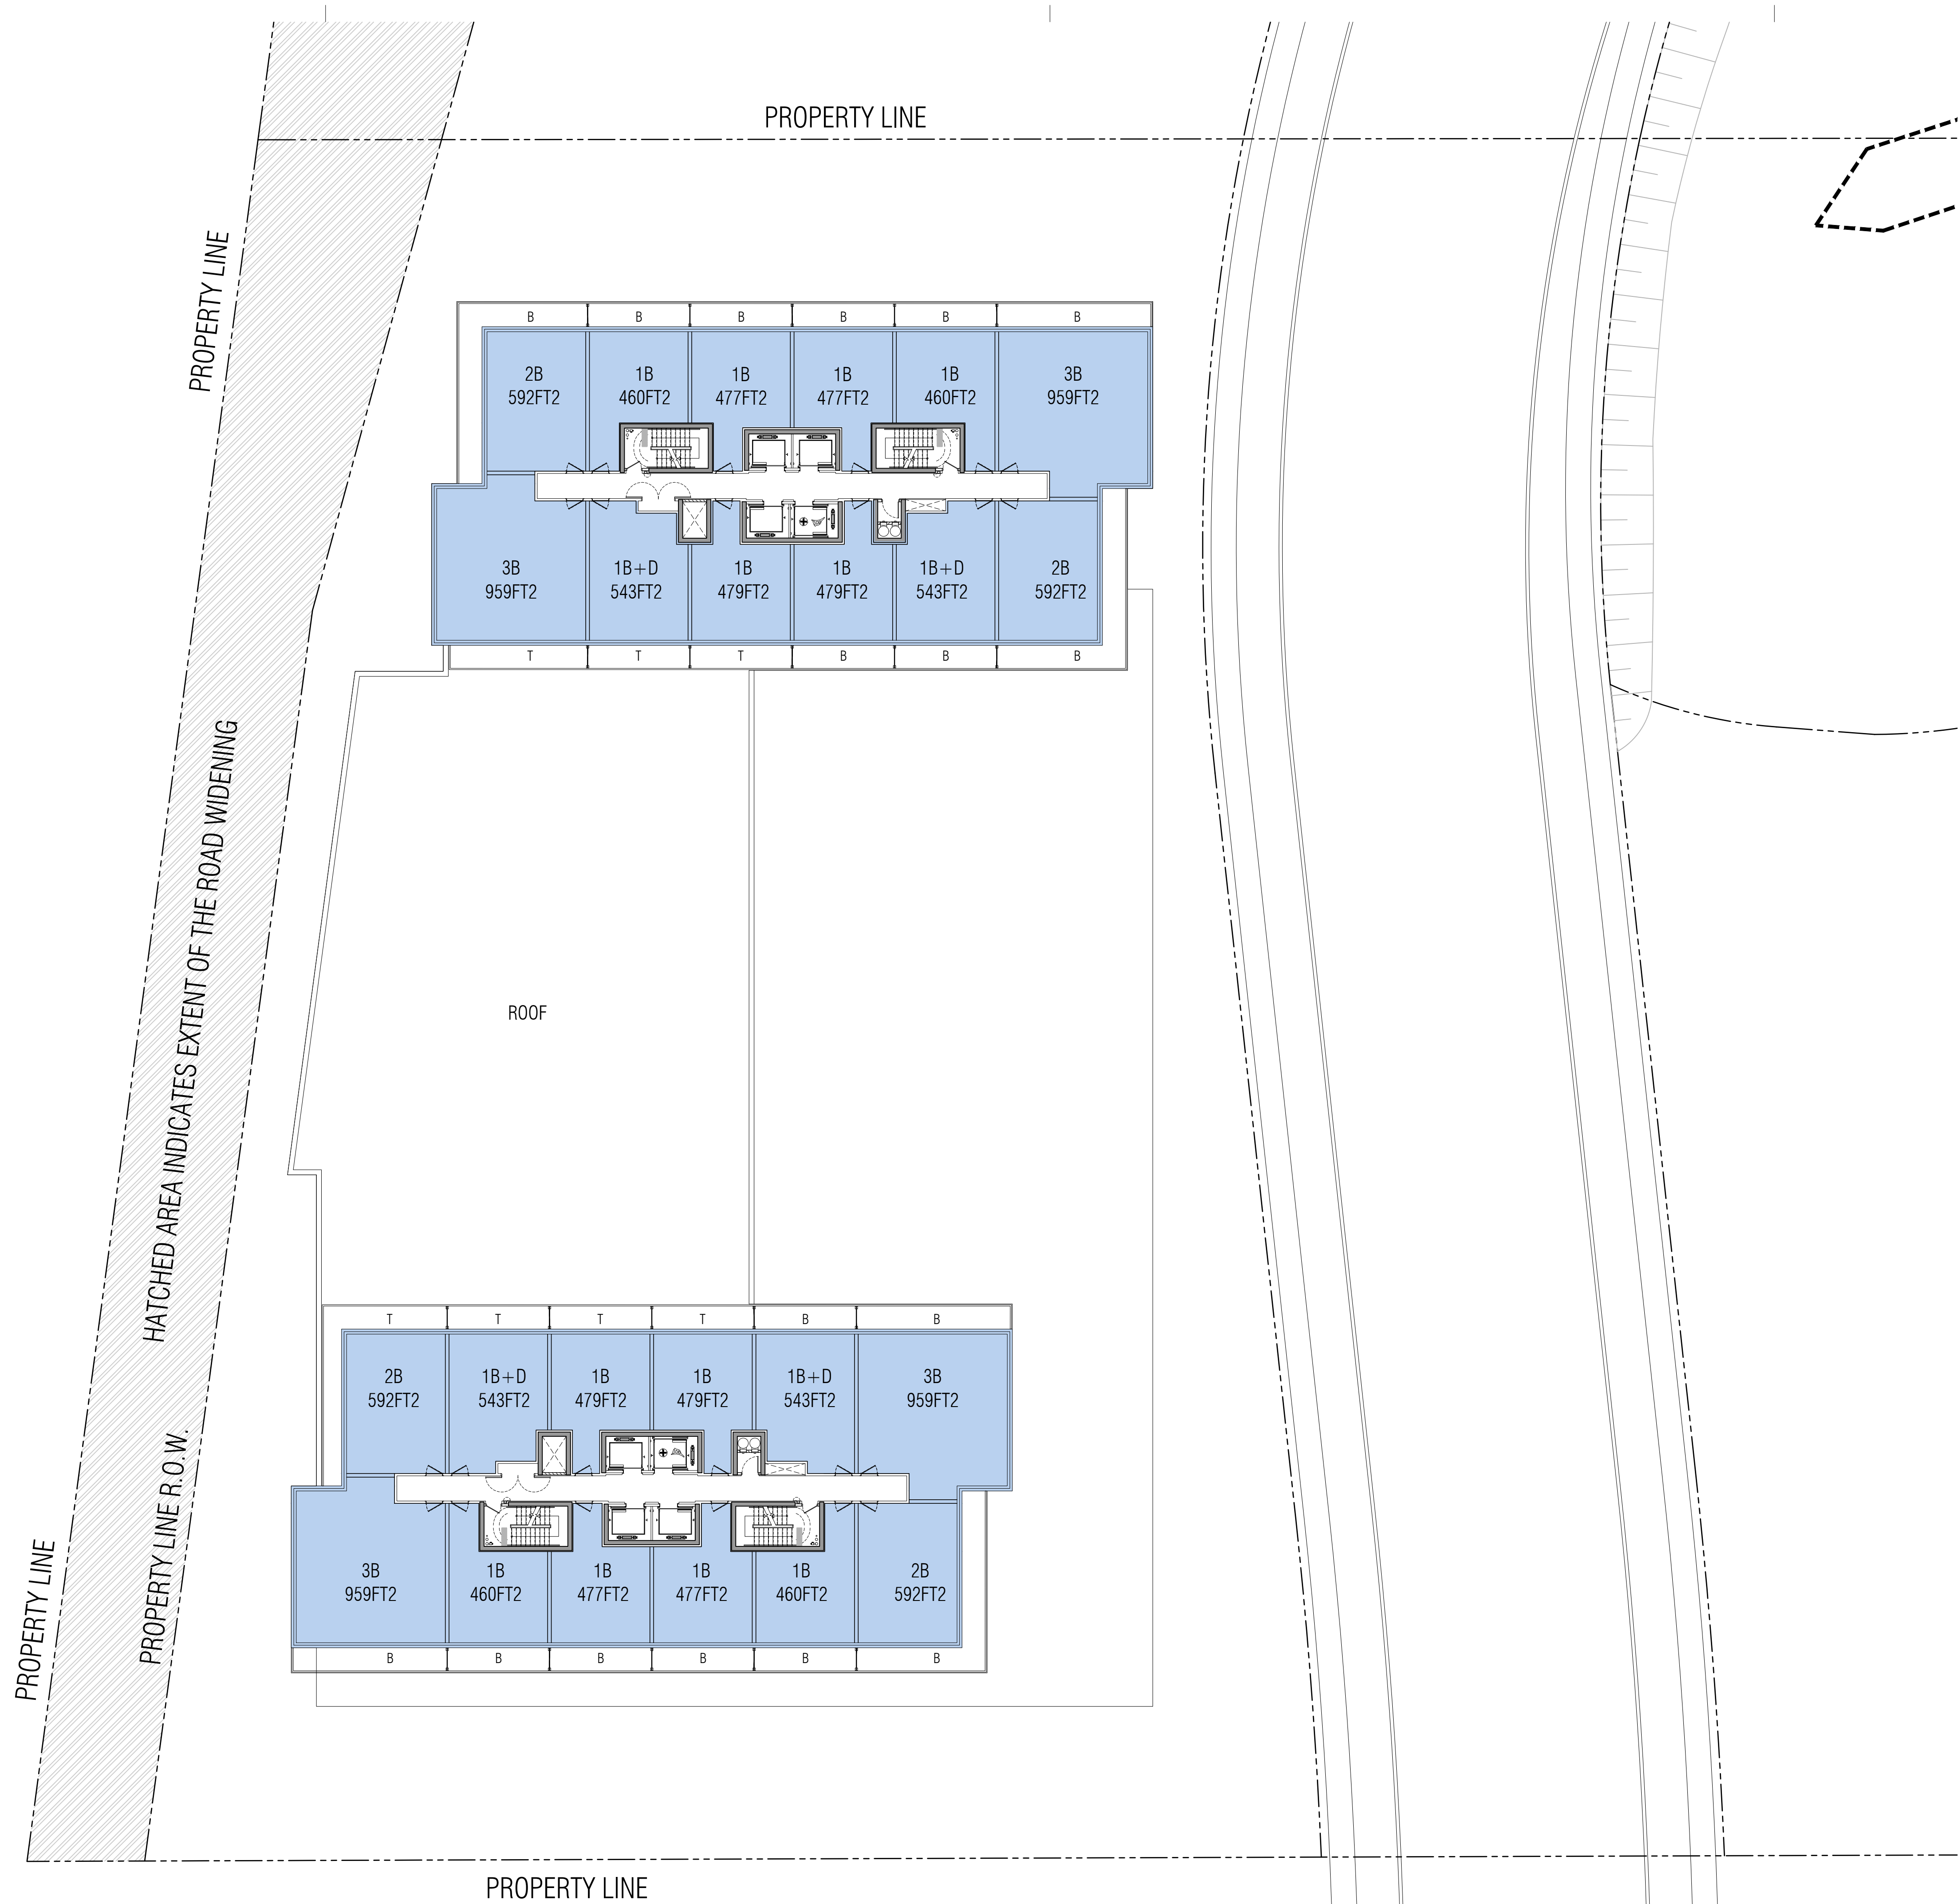 PROPERTY LINE
PROPERTY LINE
B B B B B B
2B 1B 1B 1B 1B 3B
592FT2 460FT2 477FT2 477FT2 460FT2 959FT2
3B 1B+D 1B 1B 1B+D 2B
959FT2 543FT2 479FT2 479FT2 543FT2 592FT2
T T T B B B
HATCHED AREA INDICATES EXTENT OF THE ROAD WIDENING
ROOF
T T T T B B
2B 1B+D 1B 1B 1B+D 3B
592FT2 543FT2 479FT2 479FT2 543FT2 959FT2
3B 1B 1B 1B 1B 2B
959FT2 460FT2 477FT2 477FT2 460FT2 592FT2
B B B B B B
PROPERTY LINE R.O.W.
PROPERTY LINE
PROPERTY LINE